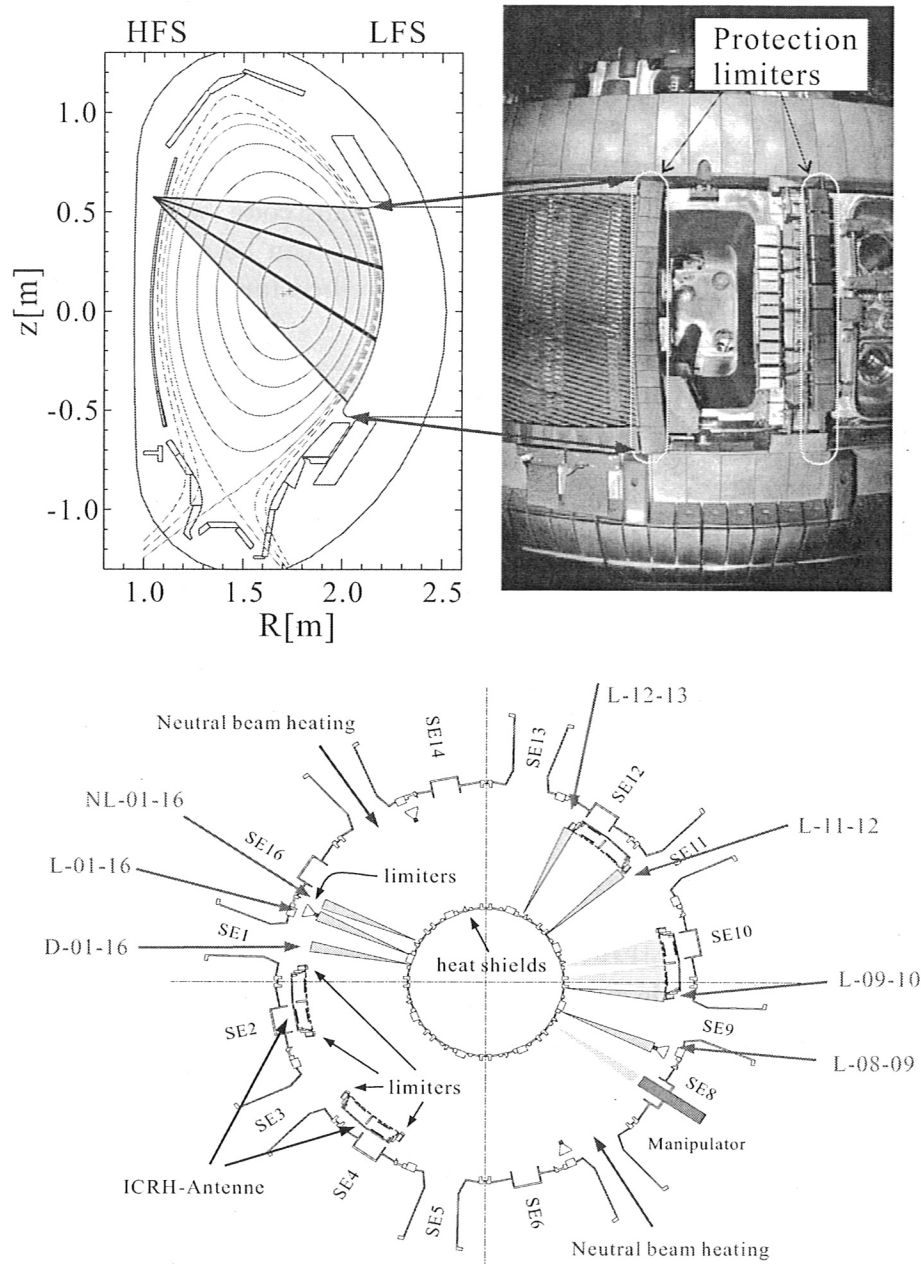 HFS
LFS
Protection
limiters
1.0
0.5
0.0
-0.5
-1.0
z[m]
1.0
1.5
2.0
2.5
R[m]
L-12-13
Neutral beam heating
SE14
SE13
SE12
NL-01-16
SE16
L-11-12
SE11
L-01-16
limiters
SE1
SE10
D-01-16
heat shields
L-09-10
SE2
SE9
L-08-09
limiters
SE8
SE3
Manipulator
ICRH-Antenne
SE4
SE5
SE6
Neutral beam heating